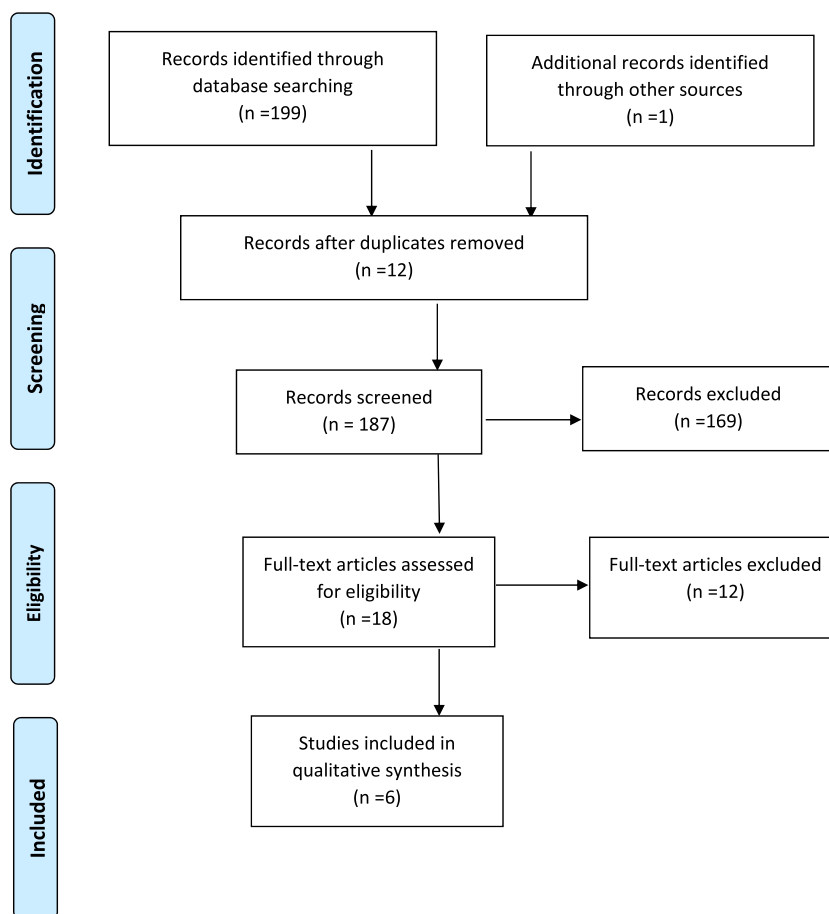 Identification
Records identified through
database searching
(n =199)
Additional records identified
through other sources
(n =1)
Records after duplicates removed
(n =12)
Screening
Records screened
(n = 187)
Records excluded
(n =169)
Eligibility
Full-text articles assessed
for eligibility
(n =18)
Full-text articles excluded
(n =12)
Included
Studies included in
qualitative synthesis
(n =6)